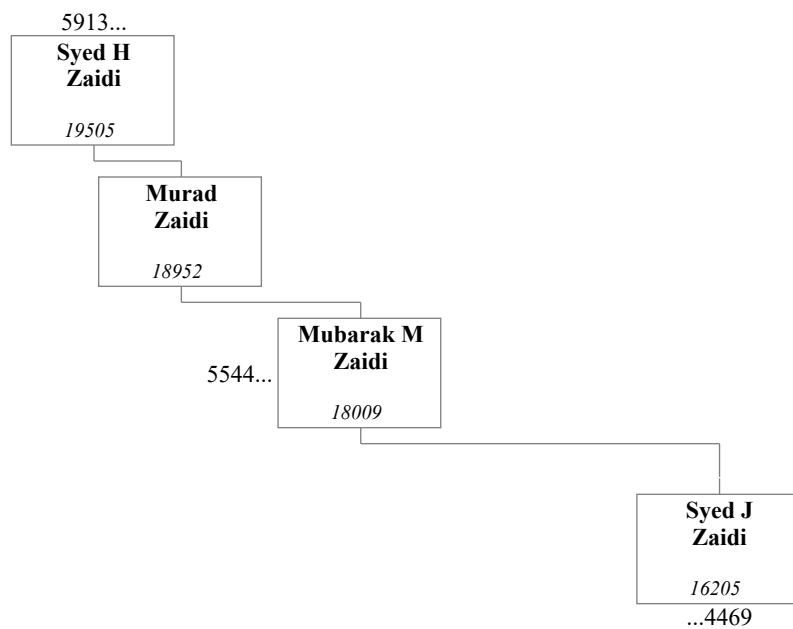 5913...
Syed H
Zaidi
19505
Murad
Zaidi
18952
Mubarak M
Zaidi
5544...
18009
Syed J
Zaidi
16205
...4469